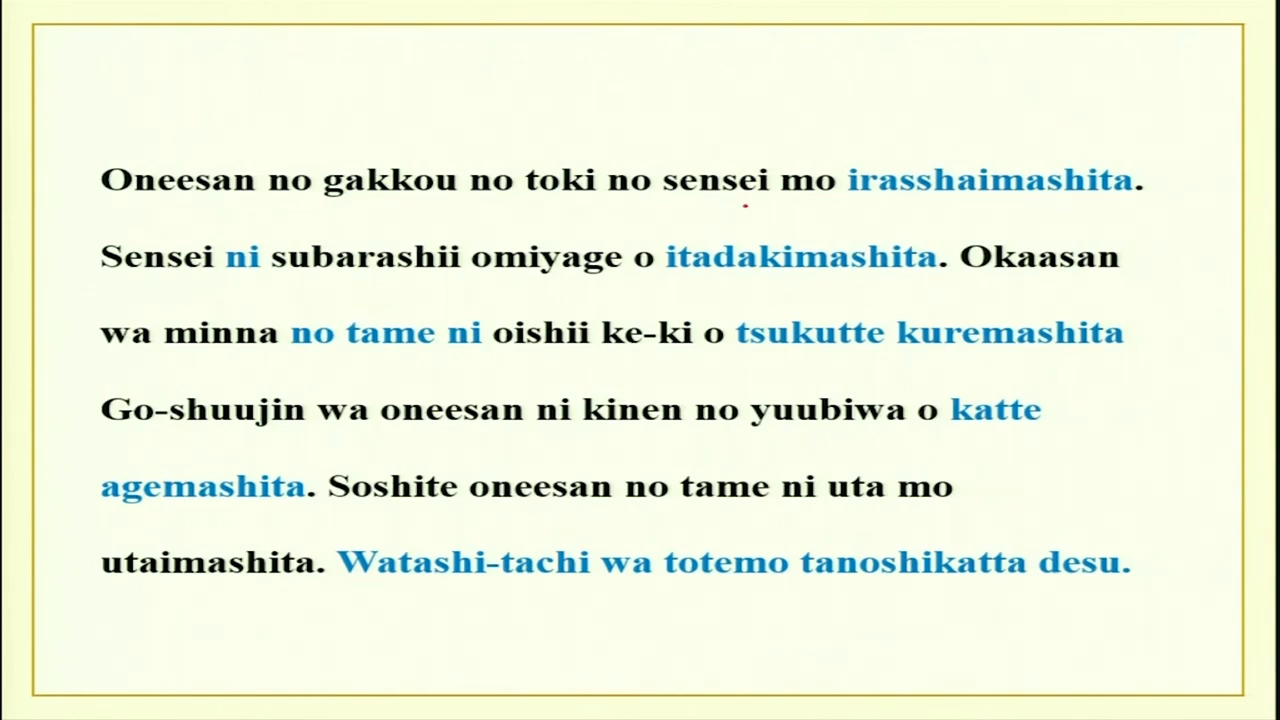 Oneesan no gakkou no toki no sensei mo irasshaimashita.
Sensei ni subarashii omiyage o itadakimashita. Okaasan
wa minna no tame ni oishii ke-ki o tsukutte kuremashita
Go-shuujin wa oneesan ni kinen no yuubiwa o katte
agemashita. Soshite oneesan no tame ni uta mo
utaimashita. Watashi-tachi wa totemo tanoshikatta desu.